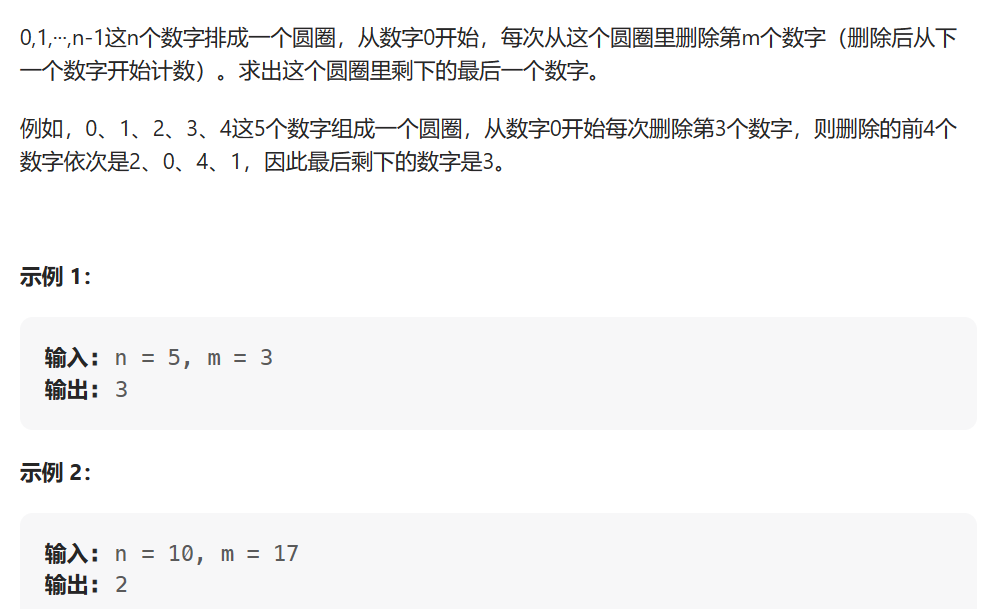 0,1,···,n-1这n个数字排成一个圆圈，从数字0开始，每次从这个圆圈里删除第m个数字（删除后从下
一个数字开始计数）。求出这个圆圈里剩下的最后一个数字。
例如，0、1、2、3、4这5个数字组成一个圆圈，从数字0开始每次删除第3个数字，则删除的前4个
数字依次是2、0、4、1，因此最后剩下的数字是3。
示例 1：
输入： n = 5, m = 3
输出： 3
示例 2：
输入： n = 10, m = 17
输出： 2